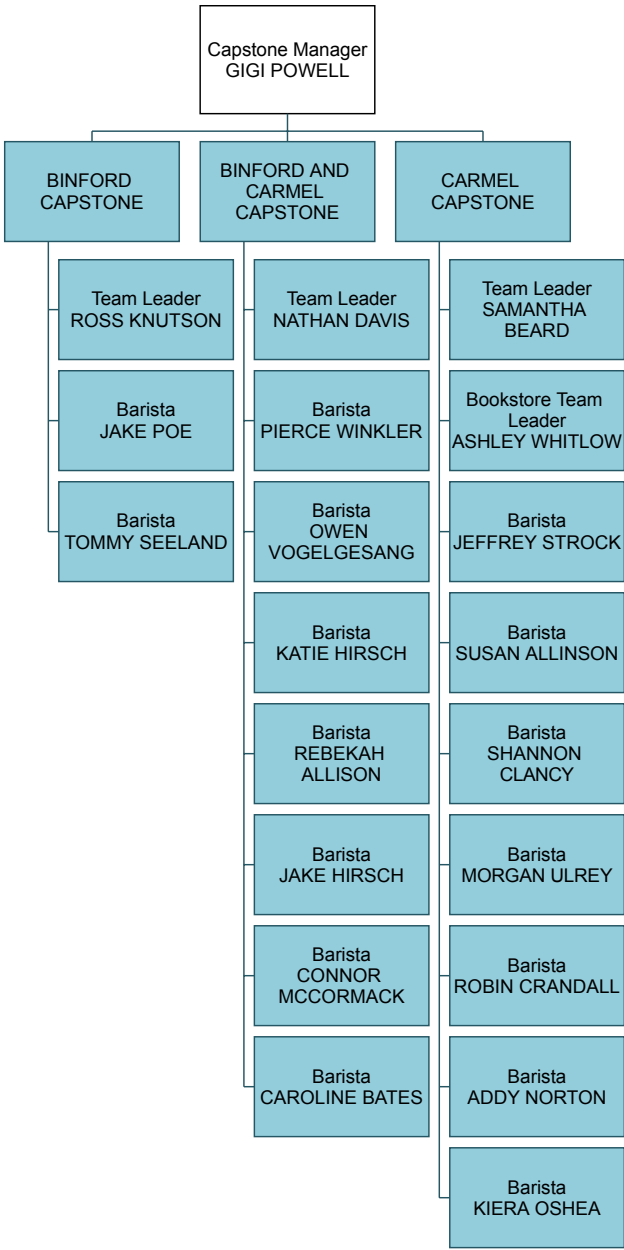 Capstone Manager
GIGI POWELL
BINFORD
CAPSTONE
Team Leader
ROSS KNUTSON
Barista
JAKE POE
Barista
TOMMY SEELAND
BINFORD AND
CARMEL
CAPSTONE
Team Leader
NATHAN DAVIS
Barista
PIERCE WINKLER
Barista
OWEN
VOGELGESANG
Barista
KATIE HIRSCH
Barista
REBEKAH
ALLISON
Barista
JAKE HIRSCH
Barista
CONNOR
MCCORMACK
Barista
CAROLINE BATES
CARMEL
CAPSTONE
Team Leader
SAMANTHA
BEARD
Bookstore Team
Leader
ASHLEY WHITLOW
Barista
JEFFREY STROCK
Barista
SUSAN ALLINSON
Barista
SHANNON
CLANCY
Barista
MORGAN ULREY
Barista
ROBIN CRANDALL
Barista
ADDY NORTON
Barista
KIERA OSHEA